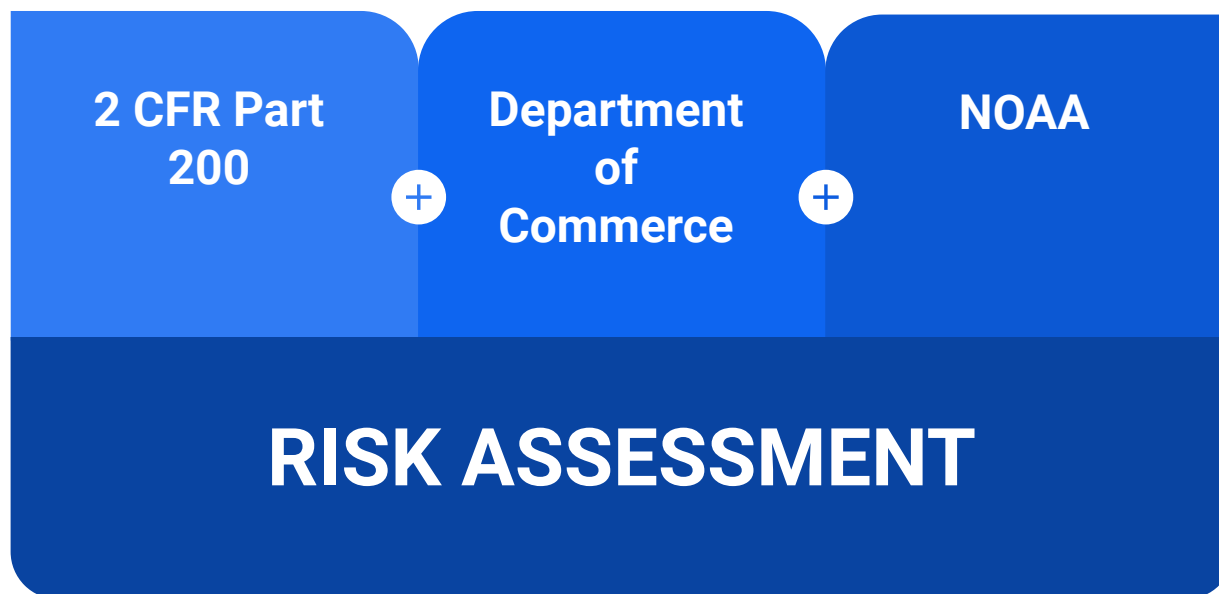 2 CFR Part
200
Department
of
Commerce
NOAA
RISK ASSESSMENT